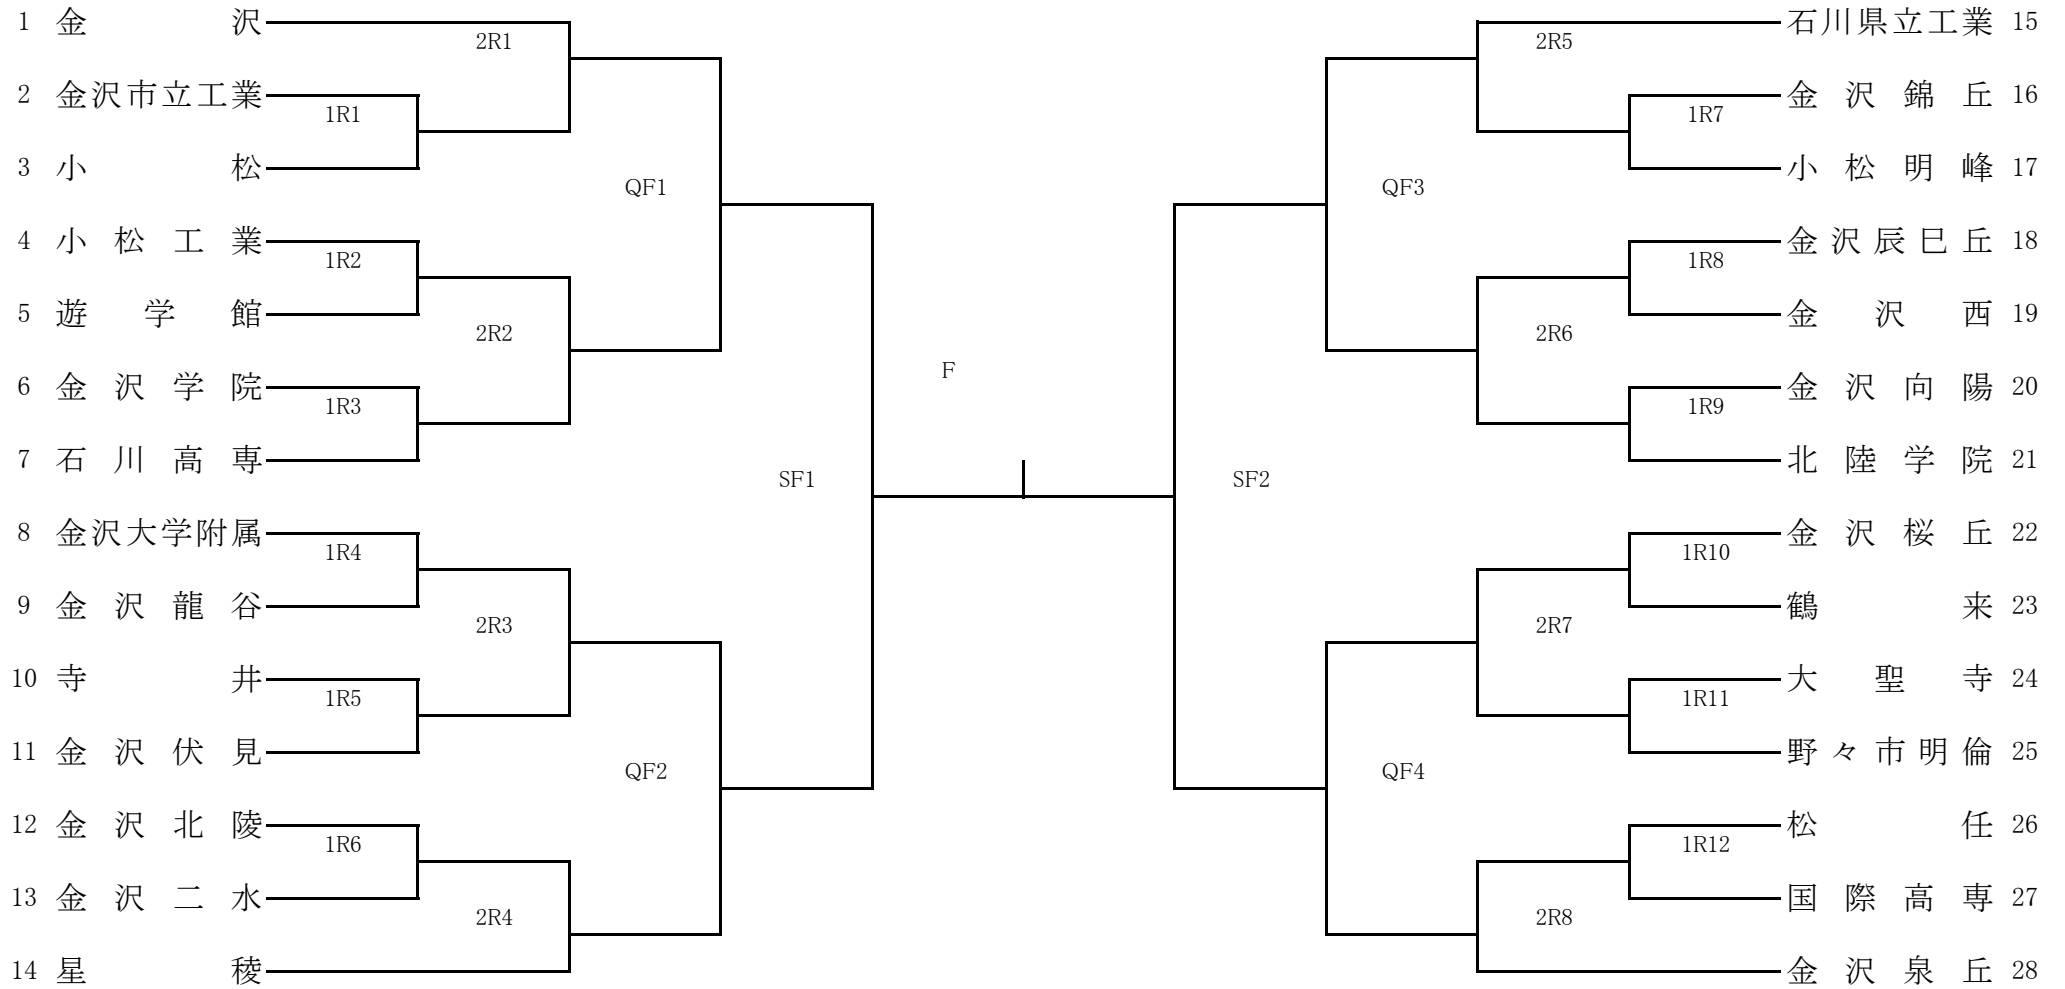 1 金沢
2R1
2 金沢市立工業
1R1
3 小松
QF1
4 小松工業
1R2
5 遊学館
2R2
6 金沢学院
1R3
7 石川高専
SF1
8 金沢大学附属
1R4
9 金沢龍谷
2R3
10 寺井
1R5
11 金沢伏見
QF2
12 金沢北陵
1R6
13 金沢二水
2R4
14 星稜
F
石川県立工業 15
2R5
金沢錦丘 16
1R7
小松明峰 17
QF3
金沢辰巳丘 18
1R8
金沢西 19
2R6
金沢向陽 20
1R9
北陸学院 21
SF2
金沢桜丘 22
1R10
鶴来 23
2R7
大聖寺 24
1R11
野々市明倫 25
QF4
松任 26
1R12
国際高専 27
2R8
金沢泉丘 28